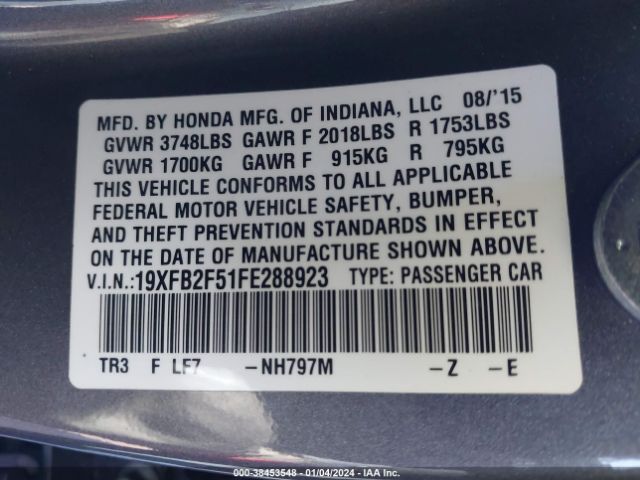 MFD. BY HONDA MFG. OF INDIANA, LLC 08/'15
GVWR 3748LBS GAWR F 2018LBS R 1753LBS
GVWR 1700KG GAWR F 915KG R 795KG
THIS VEHICLE CONFORMS TO ALL APPLICABLE
FEDERAL MOTOR VEHICLE SAFETY, BUMPER,
AND THEFT PREVENTION STANDARDS IN EFFECT
ON THE DATE OF MANUFACTURE SHOWN ABOVE.
V.I.N.:19XFB2F51FE288923 TYPE: PASSENGER CAR
TR3 F LF7 -NH797M -Z -E
000-38453548 - 01/04/2024 - IAA Inc.